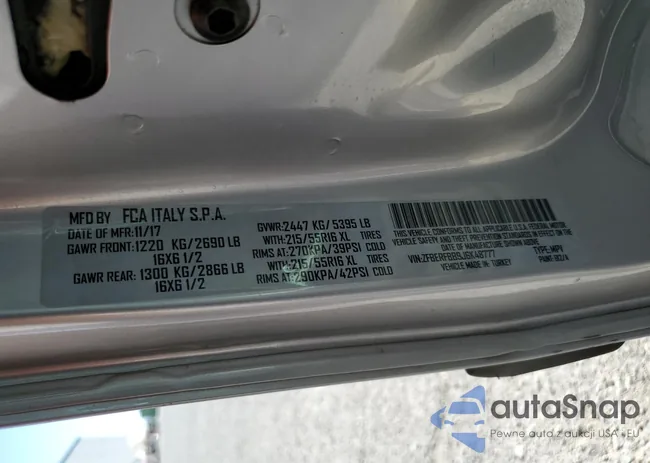 MFD BY FCA ITALY S.P.A.
DATE OF MFR: 11/17
GAWR FRONT: 1220 KG/2690 LB
16X6 1/2
GAWR REAR: 1300 KG/2866 LB
16X6 1/2
GVWR: 2447 KG/5395 LB
WITH: 215/55R16 XL TIRES
RIMS AT: 270KPA/39PSI COLD
WITH: 215/55R16 XL TIRES
RIMS AT: 290KPA/42PSI COLD
THIS VEHICLE CONFORMS TO ALL APPLICABLE U.S.A. FEDERAL MOTOR
VEHICLE SAFETY STANDARDS IN EFFECT ON THE
DATE OF MANUFACTURE SHOWN ABOVE.
VIN: TYPE: MPV
VEHICLE MADE IN: TURKEY
autaSnap
Pewne auta z aukcji USA i EU